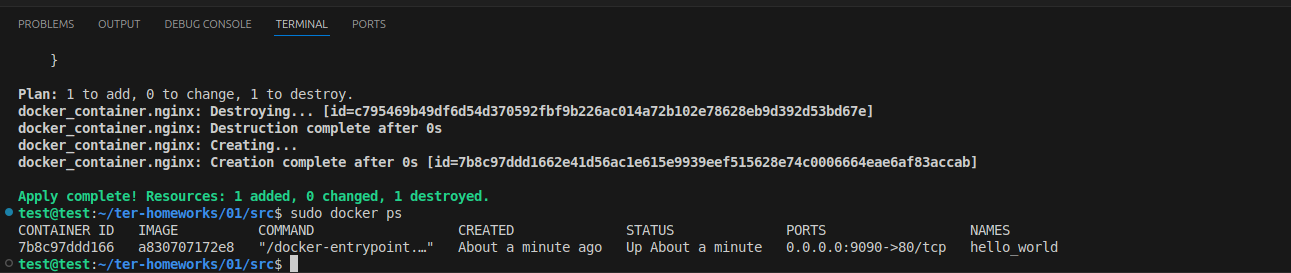 PROBLEMS OUTPUT DEBUG CONSOLE TERMINAL PORTS
}
Plan: 1 to add, 0 to change, 1 to destroy.
docker_container.nginx: Destroying... [id=c795469b49df6d54d370592fbf9b226ac014a72b102e78628eb9d392d53bd67e]
docker_container.nginx: Destruction complete after 0s
docker_container.nginx: Creating...
docker_container.nginx: Creation complete after 0s [id=7b8c97ddd1662e41d56ac1e615e9939eef515628e74c0006664eae6af83accab]
Apply complete! Resources: 1 added, 0 changed, 1 destroyed.
test@test:~/ter-homeworks/01/src$ sudo docker ps
CONTAINER ID IMAGE COMMAND CREATED STATUS PORTS NAMES
7b8c97ddd166 a830707172e8 "/docker-entrypoint.…" About a minute ago Up About a minute 0.0.0.0:9090->80/tcp hello_world
test@test:~/ter-homeworks/01/src$